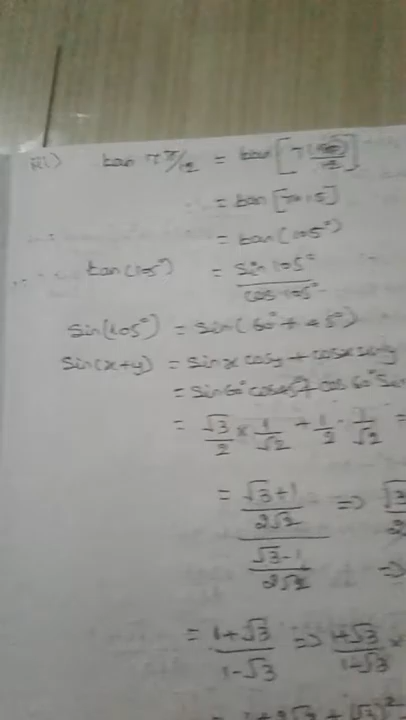 tan 7π/12 = tan [7(180)/12]
= tan [7×15]
= tan (105°)
tan(105°) = sin 105° / cos 105°
sin(105°) = sin(60° + 45°)
sin(x+y) = sinx cosy + cosx siny
= sin60° cos45° + cos 60° Sin
= √3/2 × 1/√2 + 1/2 · 1/√2 =
= √3+1 / 2√2 => √3 / 2
√3-1 / 2√2 =>
= 1+√3 / 1-√3 => 1+√3 / 1-√3 ×